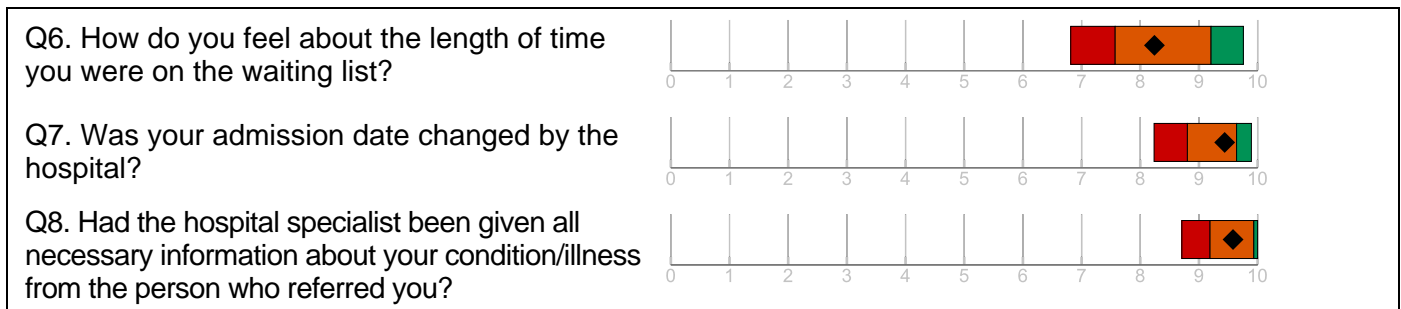 Q6. How do you feel about the length of time
you were on the waiting list?
0 1 2 3 4 5 6 7 8 9 10
Q7. Was your admission date changed by the
hospital?
0 1 2 3 4 5 6 7 8 9 10
Q8. Had the hospital specialist been given all
necessary information about your condition/illness
from the person who referred you?
0 1 2 3 4 5 6 7 8 9 10